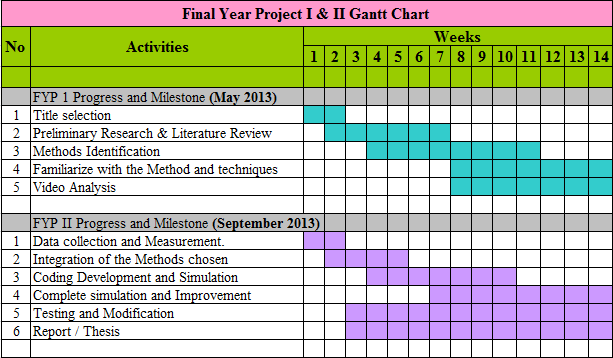 Final Year Project I & II Gantt Chart
No Activities Weeks
1 2 3 4 5 6 7 8 9 10 11 12 13 14
FYP 1 Progress and Milestone (May 2013)
1 Title selection
2 Preliminary Research & Literature Review
3 Methods Identification
4 Familiarize with the Method and techniques
5 Video Analysis
FYP II Progress and Milestone (September 2013)
1 Data collection and Measurement.
2 Integration of the Methods chosen
3 Coding Development and Simulation
4 Complete simulation and Improvement
5 Testing and Modification
6 Report / Thesis